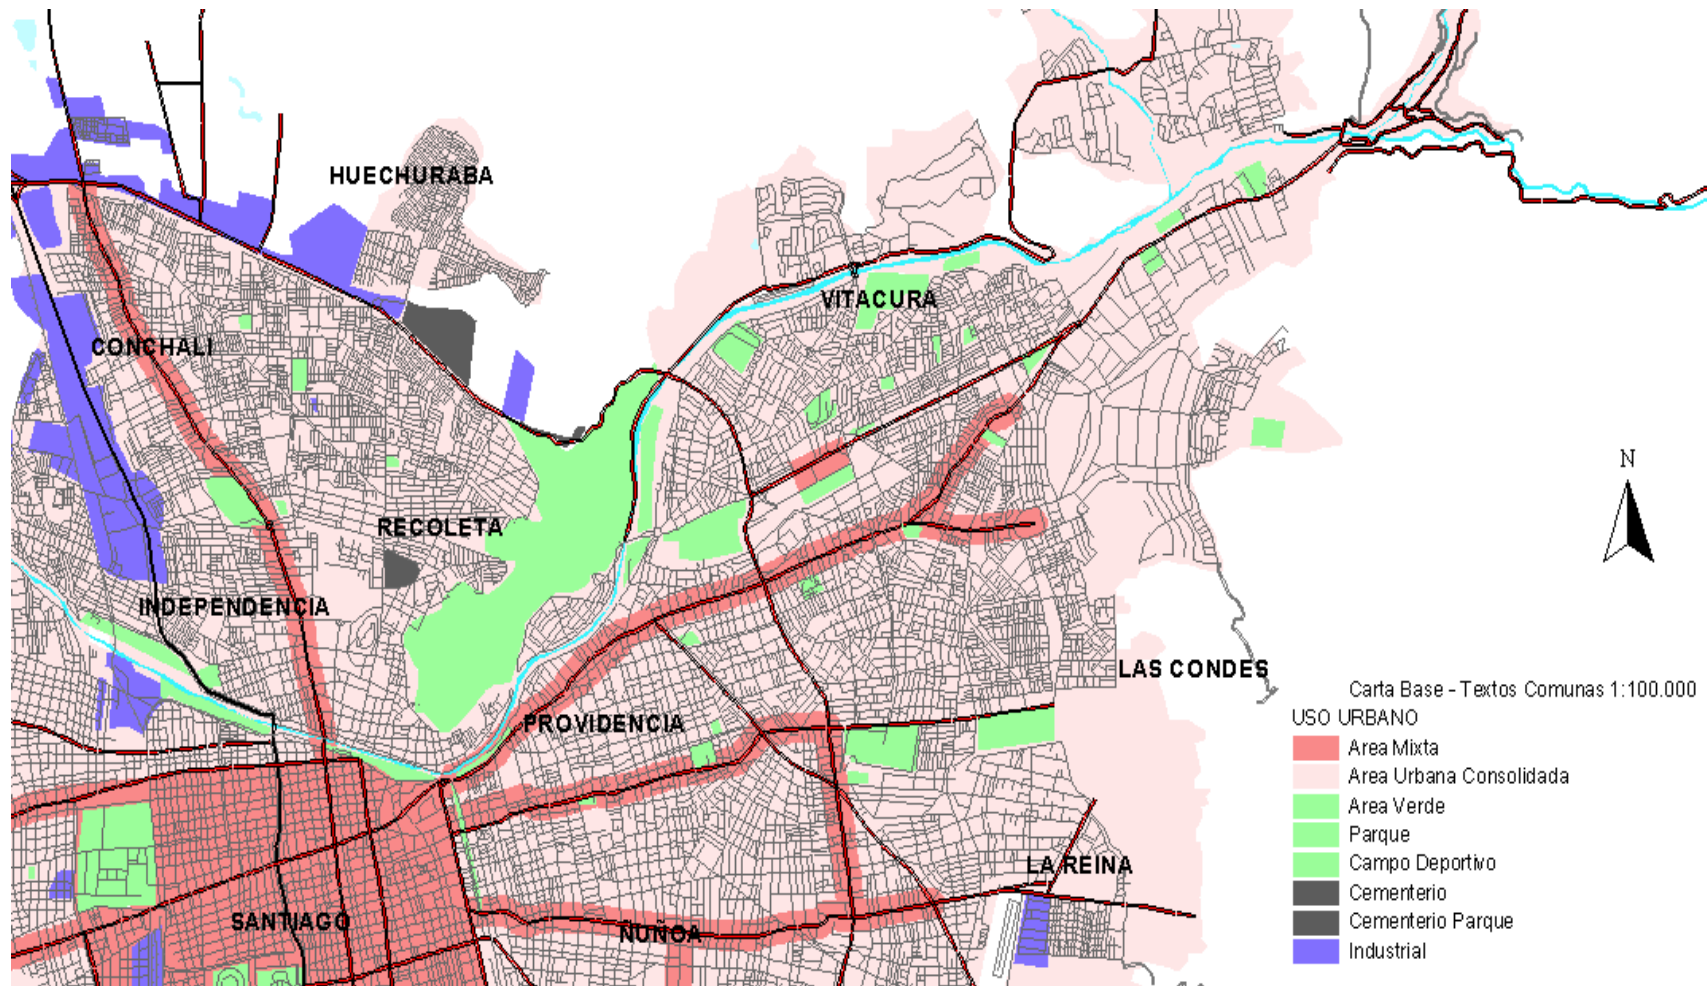 HUECHURABA
VITACURA
CONCHALI
N
RECOLETA
INDEPENDENCIA
LAS CONDES
PROVIDENCIA
LA REINA
SANTIAGO
ÑUÑOA
Carta Base - Textos Comunas 1:100.000
USO URBANO
Area Mixta
Area Urbana Consolidada
Area Verde
Parque
Campo Deportivo
Cementerio
Cementerio Parque
Industrial